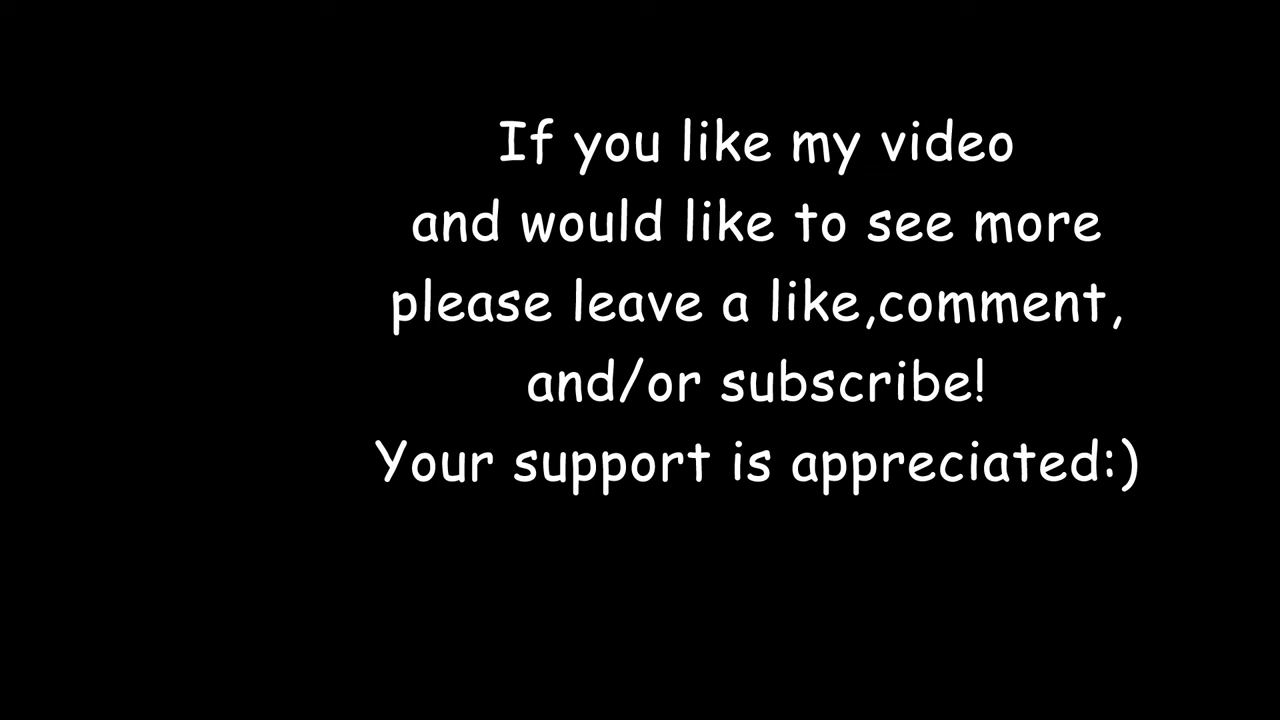 If you like my video
and would like to see more
please leave a like,comment,
and/or subscribe!
Your support is appreciated:)